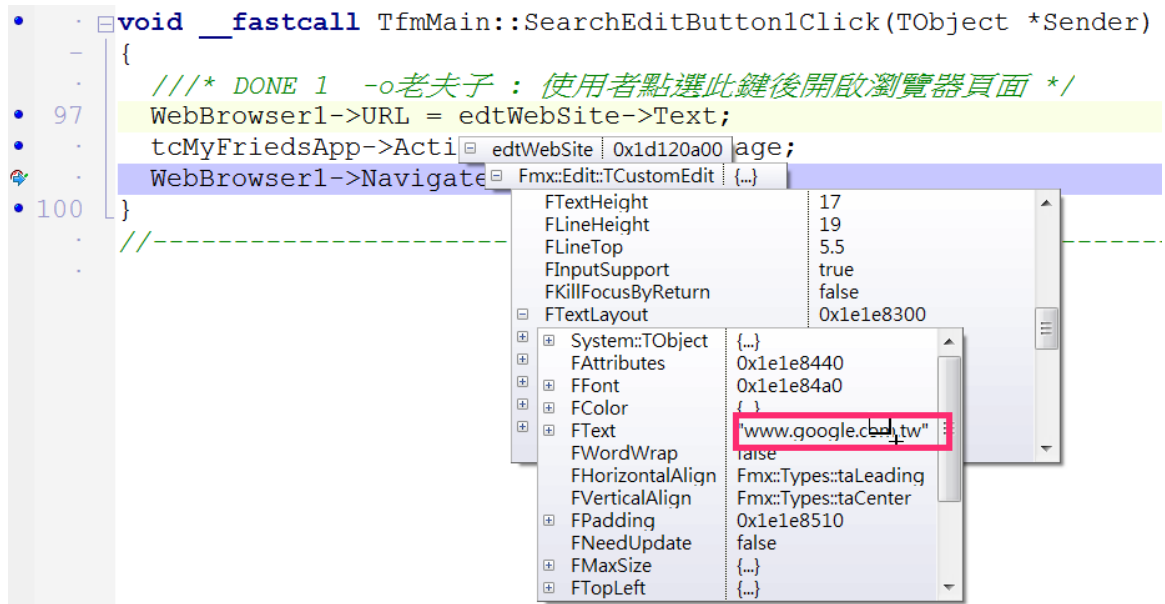 void __fastcall TfmMain::SearchEditButton1Click(TObject *Sender)
{
///* DONE 1 -o老夫子 : 使用者點選此鍵後開啟瀏覽器頁面 */
97 WebBrowser1->URL = edtWebSite->Text;
tcMyFriedsApp->Acti
edtWebSite 0x1d120a00
age;
WebBrowser1->Navigate
Fmx::Edit::TCustomEdit {...}
100 }
//
FTextHeight 17
FLineHeight 19
FLineTop 5.5
FInputSupport true
FKillFocusByReturn false
FTextLayout 0x1e1e8300
System::TObject {...}
FAttributes 0x1e1e8440
FFont 0x1e1e84a0
FColor {...}
FText "www.google.com.tw"
FWordWrap false
FHorizontalAlign Fmx::Types::taLeading
FVerticalAlign Fmx::Types::taCenter
FPadding 0x1e1e8510
FNeedUpdate false
FMaxSize {...}
FTopLeft {...}